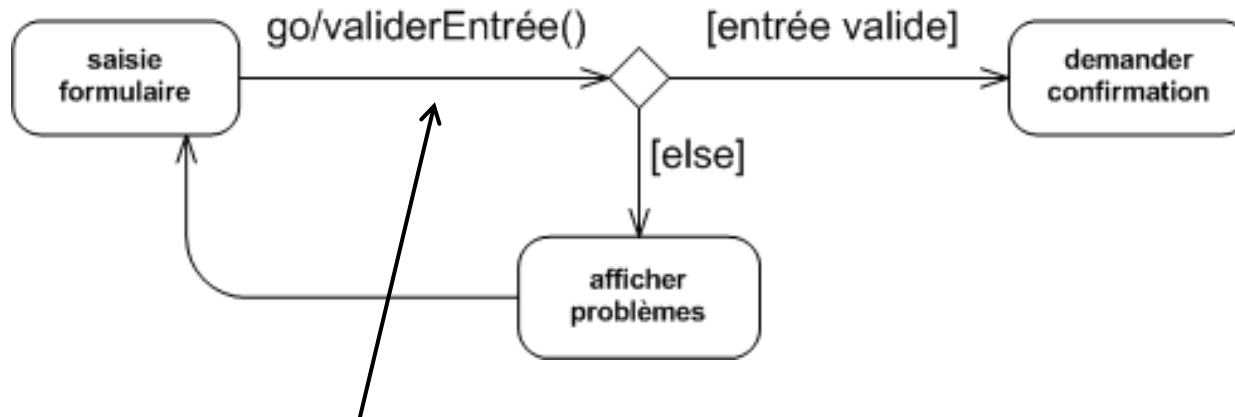 go/validerEntrée()
[entrée valide]
saisie
formulaire
demander
confirmation
[else]
afficher
problèmes